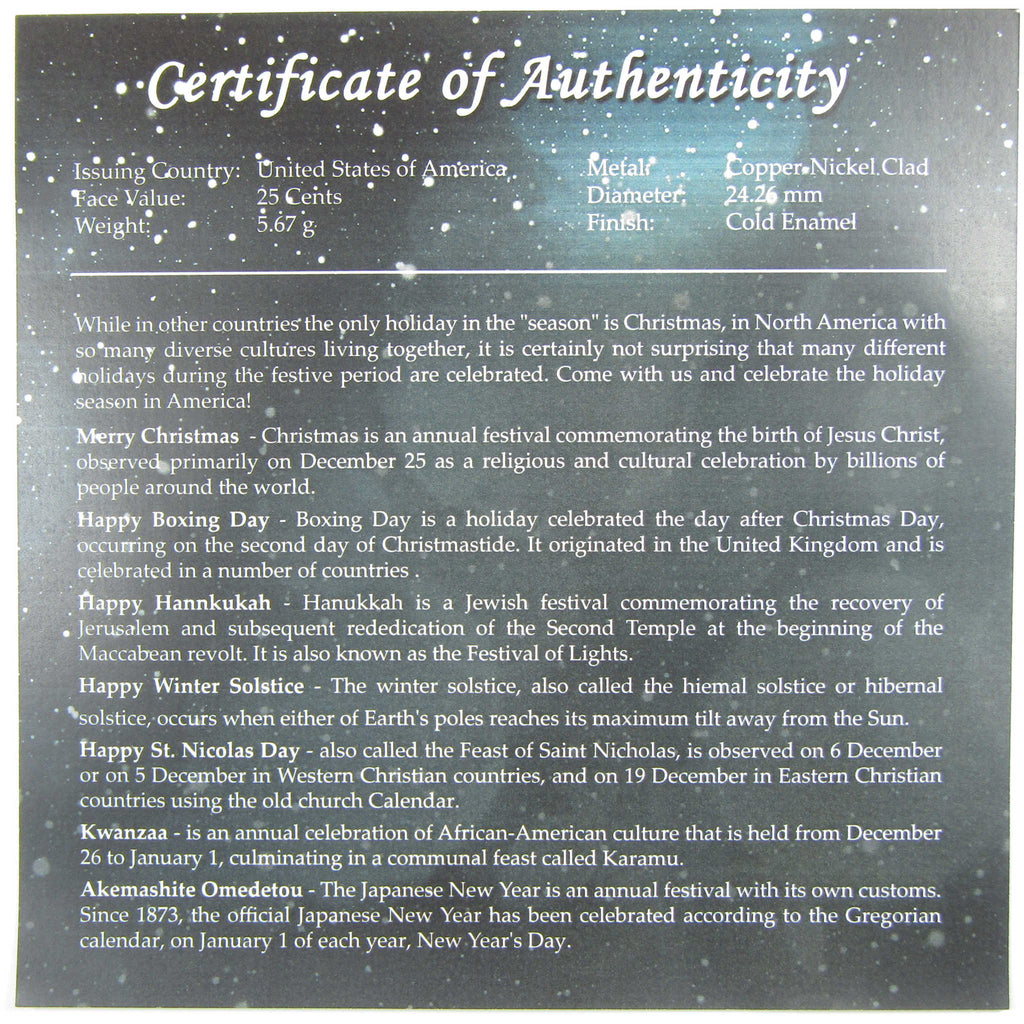 Certificate of Authenticity
Issuing Country: United States of America
Face Value: 25 Cents
Weight: 5.67 g
Metal: Copper-Nickel Clad
Diameter: 24.26 mm
Finish: Cold Enamel
While in other countries the only holiday in the "season" is Christmas, in North America with
so many diverse cultures living together, it is certainly not surprising that many different
holidays during the festive period are celebrated. Come with us and celebrate the holiday
season in America!
Merry Christmas - Christmas is an annual festival commemorating the birth of Jesus Christ,
observed primarily on December 25 as a religious and cultural celebration by billions of
people around the world.
Happy Boxing Day - Boxing Day is a holiday celebrated the day after Christmas Day,
occurring on the second day of Christmastide. It originated in the United Kingdom and is
celebrated in a number of countries .
Happy Hannkukah - Hanukkah is a Jewish festival commemorating the recovery of
Jerusalem and subsequent rededication of the Second Temple at the beginning of the
Maccabean revolt. It is also known as the Festival of Lights.
Happy Winter Solstice - The winter solstice, also called the hiemal solstice or hibernal
solstice, occurs when either of Earth's poles reaches its maximum tilt away from the Sun.
Happy St. Nicolas Day - also called the Feast of Saint Nicholas, is observed on 6 December
or on 5 December in Western Christian countries, and on 19 December in Eastern Christian
countries using the old church Calendar.
Kwanzaa - is an annual celebration of African-American culture that is held from December
26 to January 1, culminating in a communal feast called Karamu.
Akemashite Omedetou - The Japanese New Year is an annual festival with its own customs.
Since 1873, the official Japanese New Year has been celebrated according to the Gregorian
calendar, on January 1 of each year, New Year's Day.